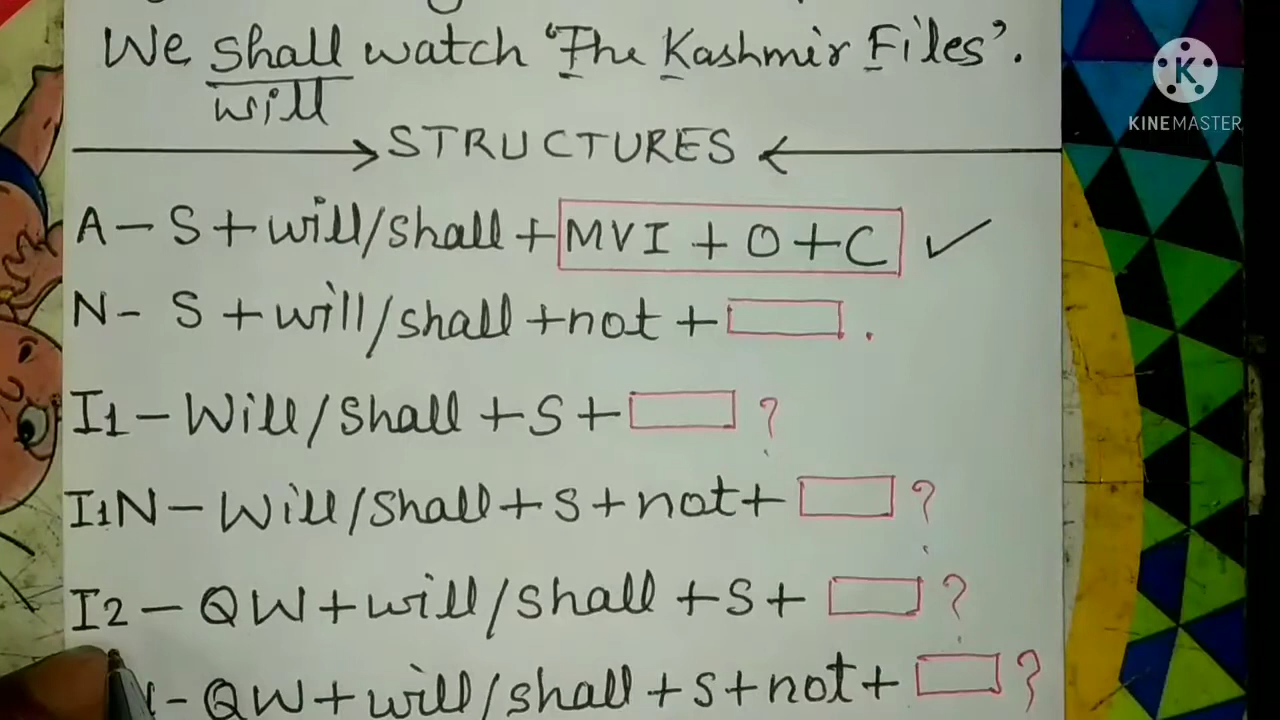 We shall watch 'The Kashmir Files'.
will
STRUCTURES
A - S + will/shall + MVI + O + C
N - S + will/shall + not + .
I1 - Will/Shall + S + ?
I1N - Will/Shall + S + not + ?
I2 - QW + will/shall + S + ?
- QW + will/shall + S + not + ?
K
KINEMASTER